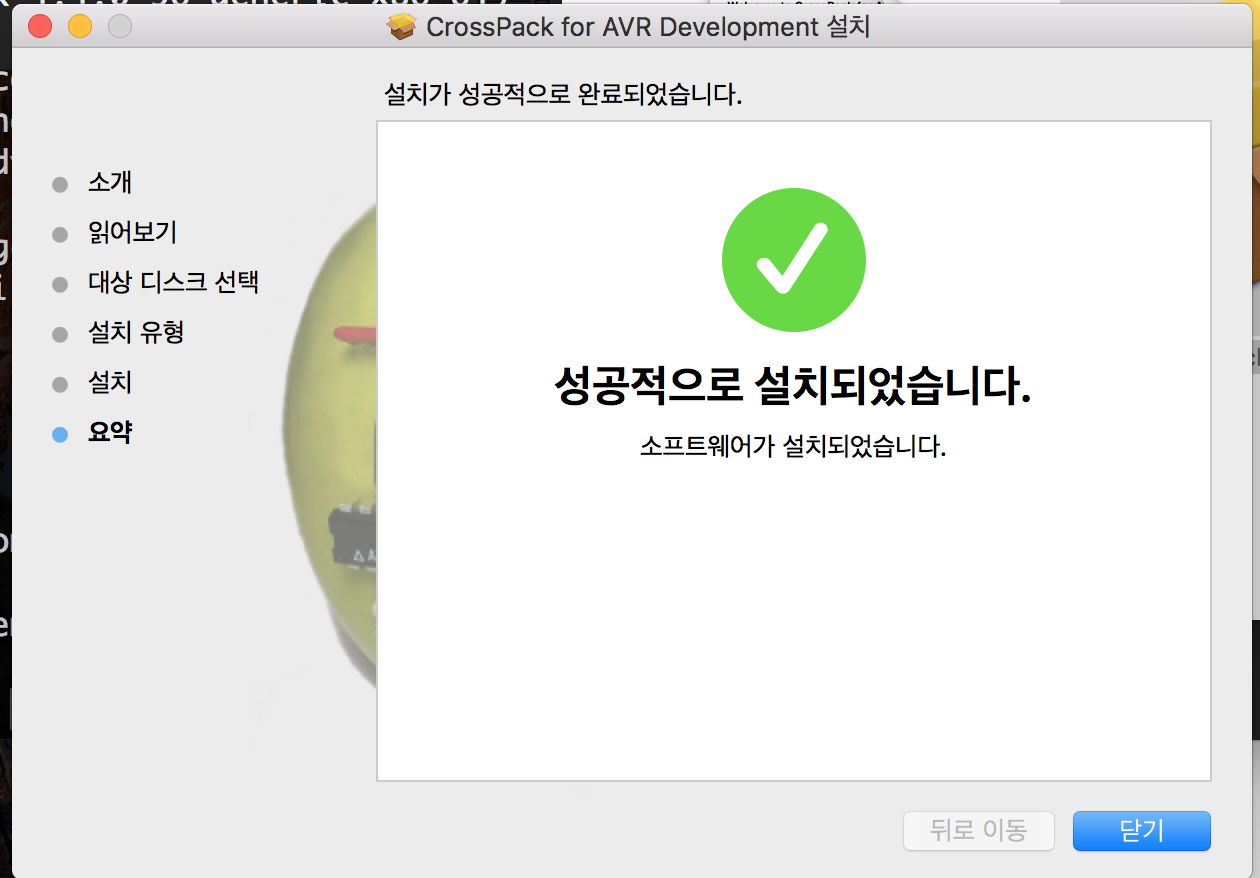 CrossPack for AVR Development 설치
설치가 성공적으로 완료되었습니다.
소개
읽어보기
대상 디스크 선택
설치 유형
설치
요약
성공적으로 설치되었습니다.
소프트웨어가 설치되었습니다.
뒤로 이동
닫기